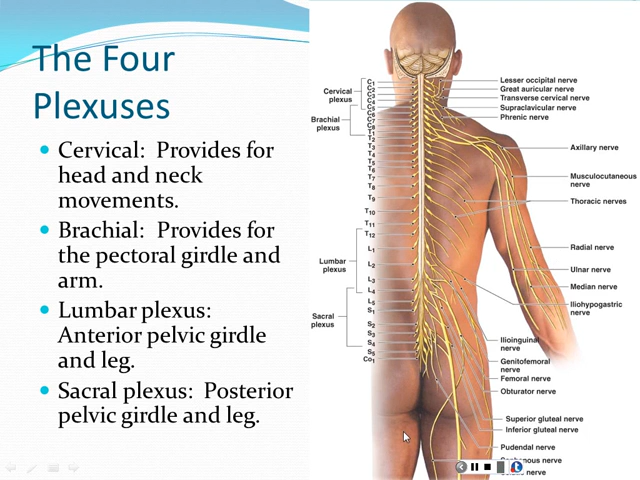 The Four
Plexuses
Cervical: Provides for
head and neck
movements.
Brachial: Provides for
the pectoral girdle and
arm.
Lumbar plexus:
Anterior pelvic girdle
and leg.
Sacral plexus: Posterior
pelvic girdle and leg.
Cervical
plexus
Brachial
plexus
Lumbar
plexus
Sacral
plexus
C1
C2
C3
C4
C5
C6
C7
C8
T1
T2
T3
T4
T5
T6
T7
T8
T9
T10
T11
T12
L1
L2
L3
L4
L5
S1
S2
S3
S4
S5
Co1
Lesser occipital nerve
Great auricular nerve
Transverse cervical nerve
Supraclavicular nerve
Phrenic nerve
Axillary nerve
Musculocutaneous
nerve
Thoracic nerves
Radial nerve
Ulnar nerve
Median nerve
Iliohypogastric
nerve
Ilioinguinal
nerve
Genitofemoral
nerve
Femoral nerve
Obturator nerve
Superior gluteal nerve
Inferior gluteal nerve
Pudendal nerve
nerve
nerve